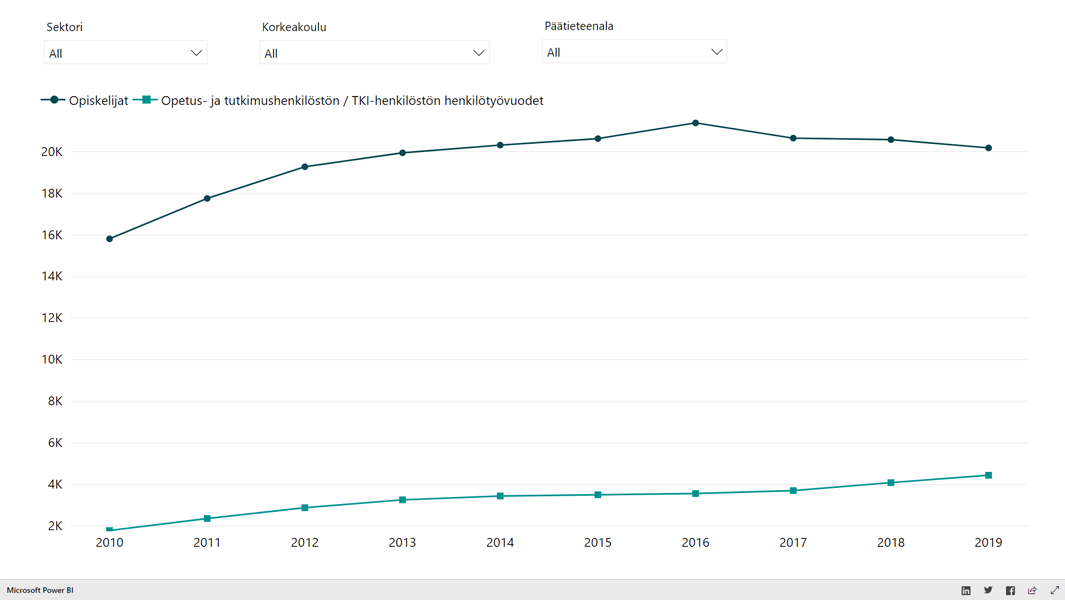 Sektori
Korkeakoulu
Päätieteenala
All
All
All
Opiskelijat
Opetus- ja tutkimushenkilöstön / TKI-henkilöstön henkilötyövuodet
20K
18K
16K
14K
12K
10K
8K
6K
4K
2K
2010 2011 2012 2013 2014 2015 2016 2017 2018 2019
Microsoft Power BI